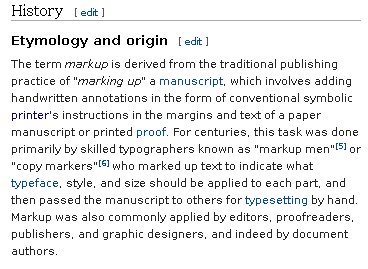 History [ edit ]
Etymology and origin [ edit ]
The term markup is derived from the traditional publishing
practice of "marking up" a manuscript, which involves adding
handwritten annotations in the form of conventional symbolic
printer's instructions in the margins and text of a paper
manuscript or printed proof. For centuries, this task was done
primarily by skilled typographers known as "markup men"[5] or
"copy markers"[6] who marked up text to indicate what
typeface, style, and size should be applied to each part, and
then passed the manuscript to others for typesetting by hand.
Markup was also commonly applied by editors, proofreaders,
publishers, and graphic designers, and indeed by document
authors.